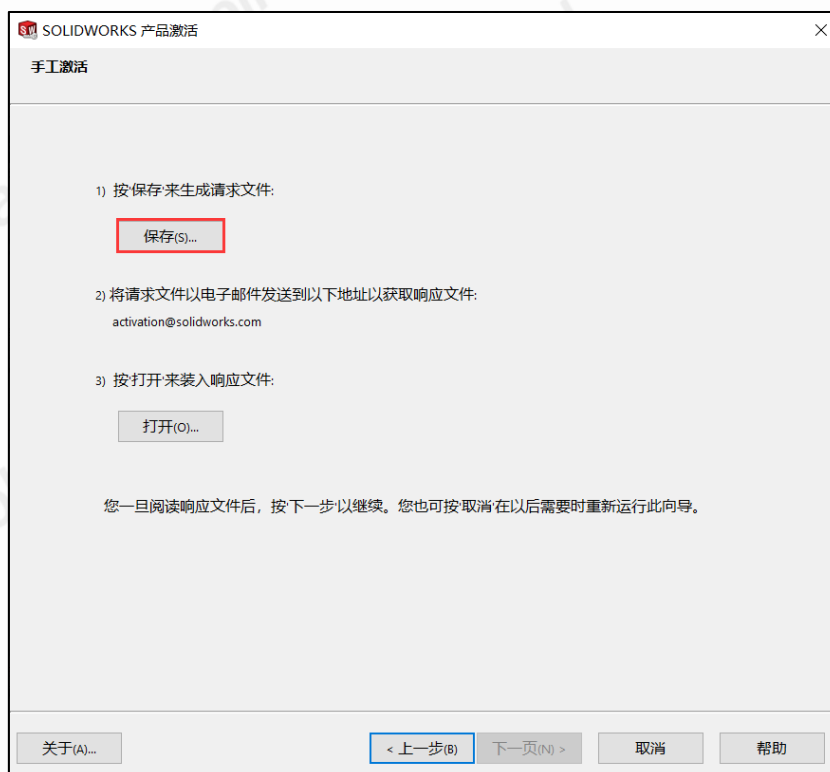 SOLIDWORKS 产品激活
手工激活
1) 按'保存'来生成请求文件:
保存(S)...
2) 将请求文件以电子邮件发送到以下地址以获取响应文件:
activation@solidworks.com
3) 按'打开'来装入响应文件:
打开(O)...
您一旦阅读响应文件后，按'下一步'以继续。您也可按'取消'在以后需要时重新运行此向导。
关于(A)... < 上一步(B) 下一页(N) > 取消 帮助